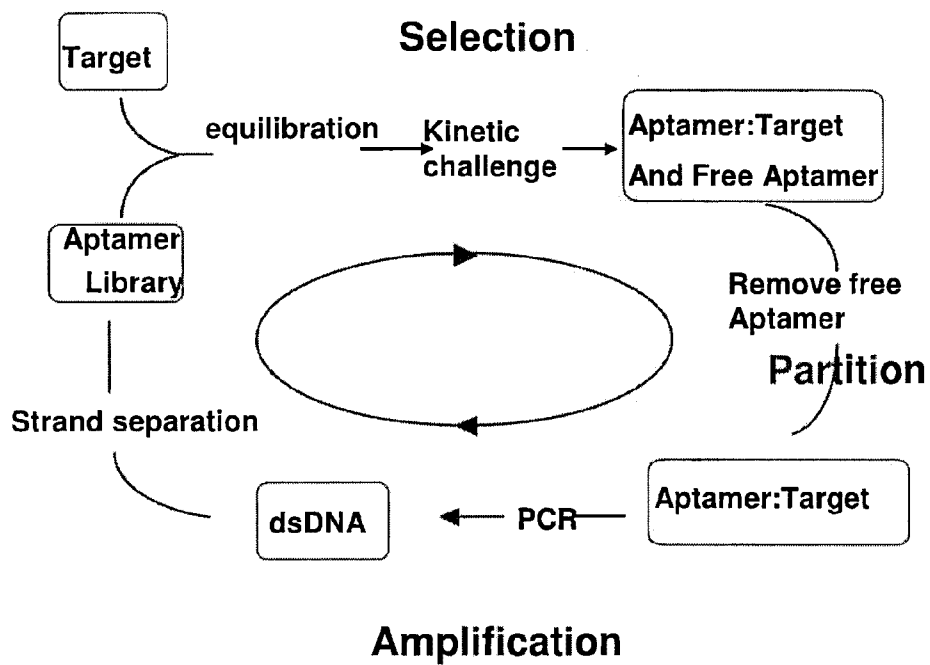 Selection
Target
equilibration
Kinetic
challenge
Aptamer:Target
And Free Aptamer
Aptamer
Library
Remove free
Aptamer
Partition
Strand separation
dsDNA
PCR
Aptamer:Target
Amplification